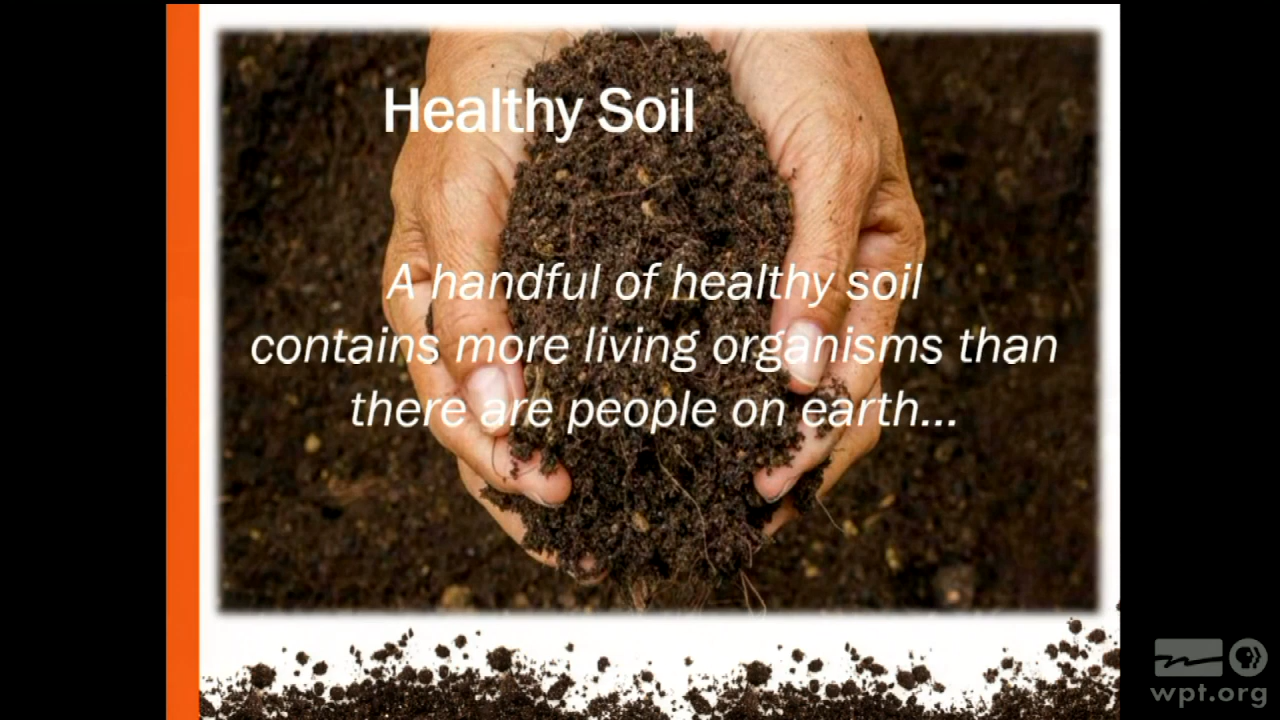 Healthy Soil
A handful of healthy soil
contains more living organisms than
there are people on earth...
wpt.org